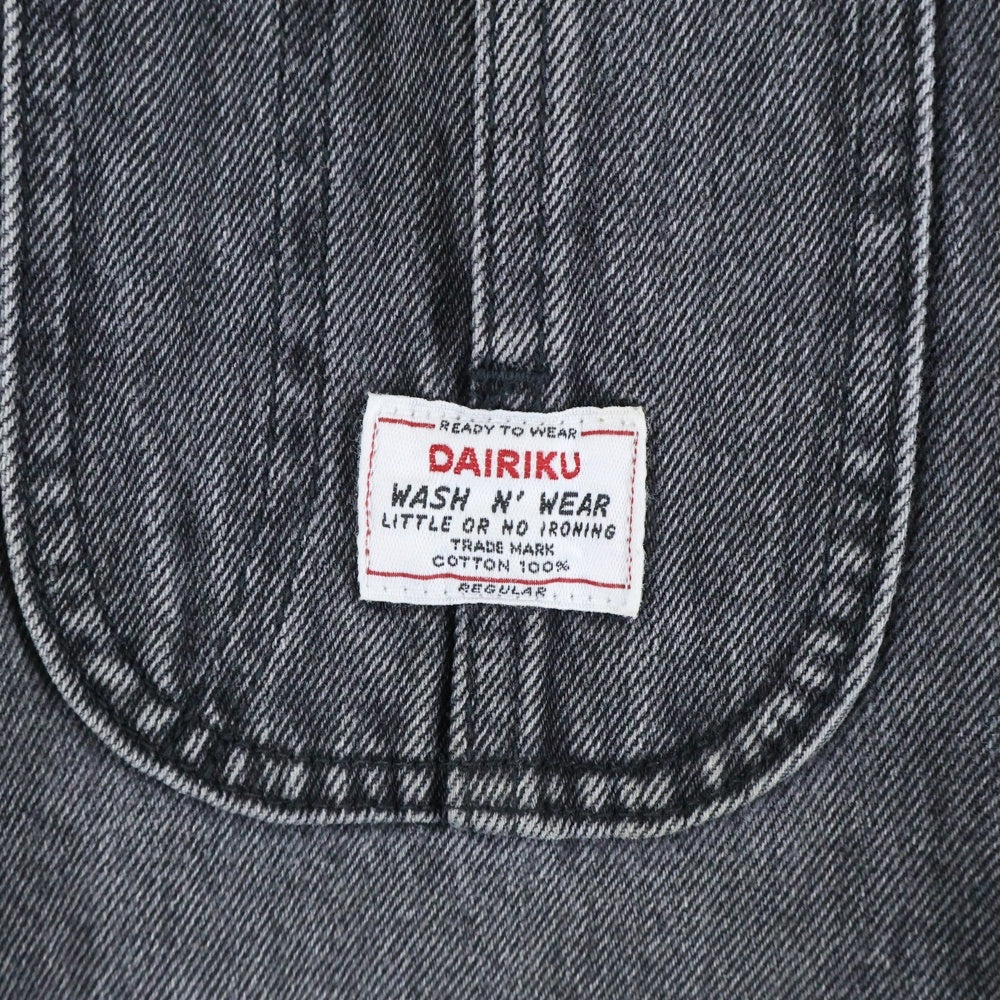 READY TO WEAR
DAIRIKU
WASH N' WEAR
LITTLE OR NO IRONING
TRADE MARK
COTTON 100%
REGULAR